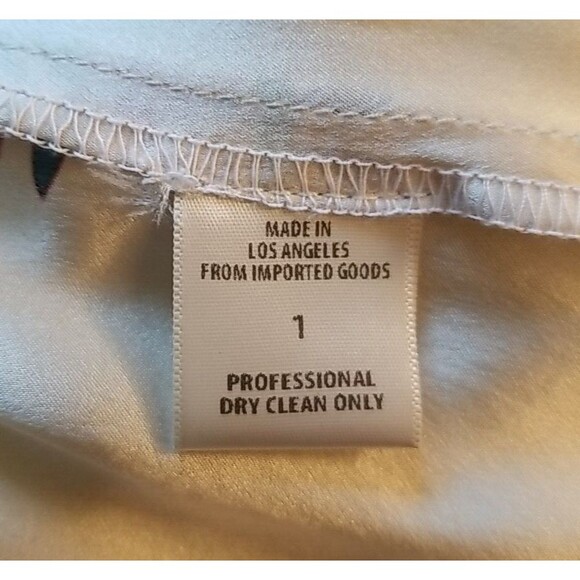 MADE IN
LOS ANGELES
FROM IMPORTED GOODS
1
PROFESSIONAL
DRY CLEAN ONLY